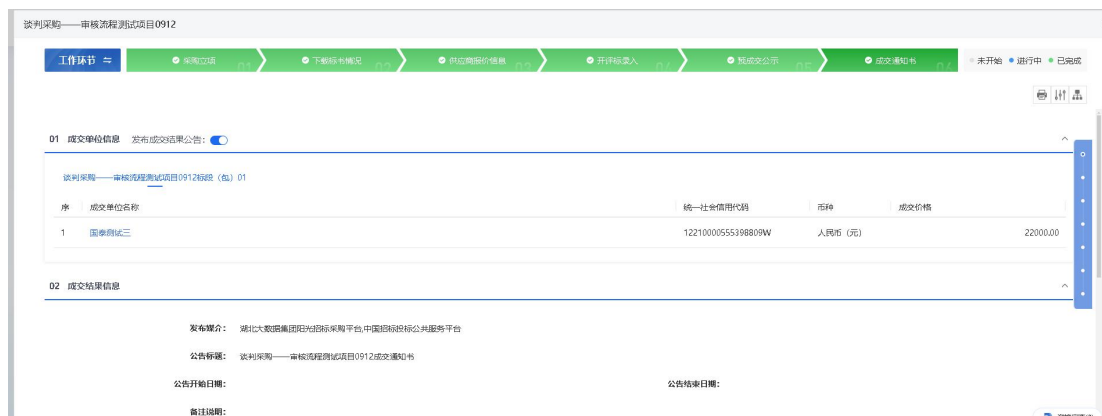 谈判采购——审核流程测试项目0912
工作环节 采购立项 01 下载标书情况 02 供应商报价信息 03 开评标录入 04 预成交公示 05 成交通知书 未开始 进行中 已完成
01 成交单位信息 发布成交结果公告：
谈判采购——审核流程测试项目0912标段（包）01
序 成交单位名称 统一社会信用代码 币种 成交价格
1 国泰测试三 12210000555398809W 人民币（元） 22000.00
02 成交结果信息
发布媒介： 湖北大数据集团阳光招标采购平台,中国招标投标公共服务平台
公告标题： 谈判采购——审核流程测试项目0912成交通知书
公告开始日期： 公告结束日期：
备注说明：